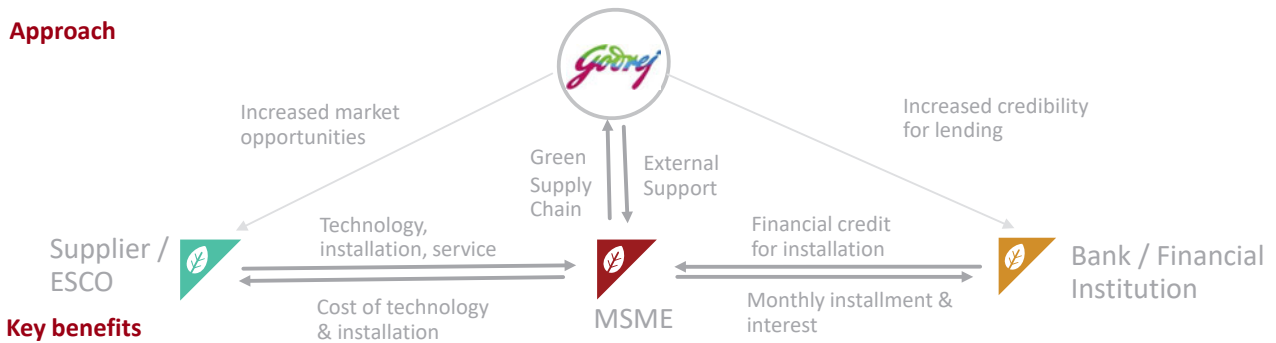 Approach
Godrej
Increased market
opportunities
Increased credibility
for lending
Green
Supply
Chain
External
Support
Supplier /
ESCO
Technology,
installation, service
Cost of technology
& installation
MSME
Financial credit
for installation
Monthly installment &
interest
Bank / Financial
Institution
Key benefits